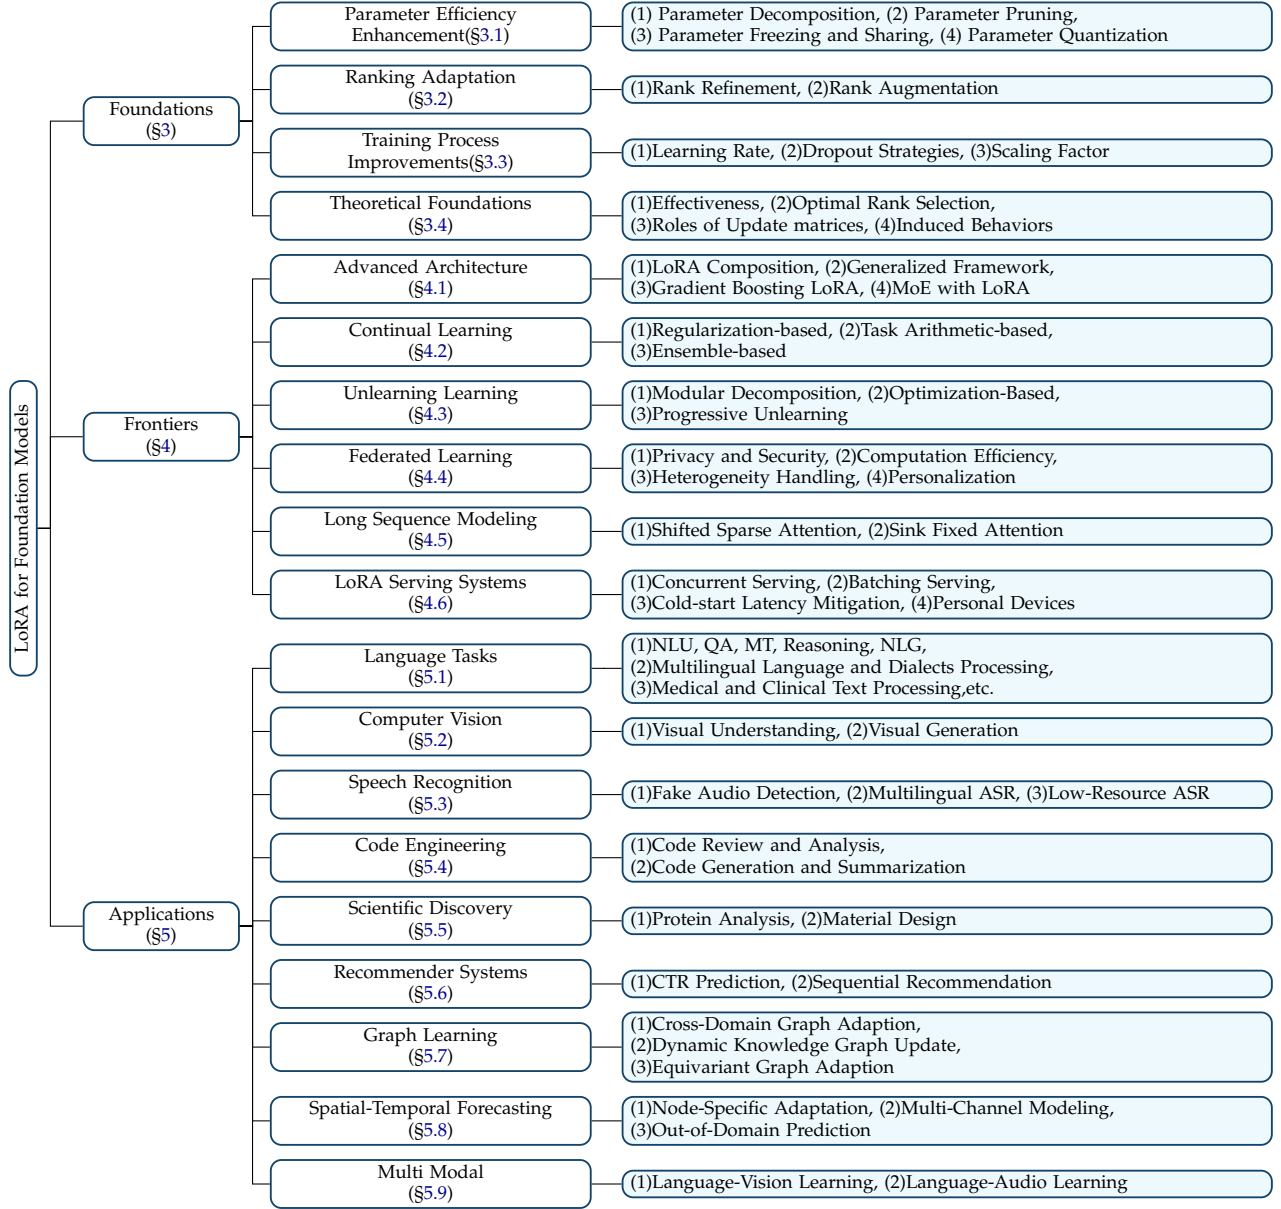 LoRA for Foundation Models
Foundations
(§3)
Parameter Efficiency
Enhancement(§3.1)
(1) Parameter Decomposition, (2) Parameter Pruning,
(3) Parameter Freezing and Sharing, (4) Parameter Quantization
Ranking Adaptation
(§3.2)
(1)Rank Refinement, (2)Rank Augmentation
Training Process
Improvements(§3.3)
(1)Learning Rate, (2)Dropout Strategies, (3)Scaling Factor
Theoretical Foundations
(§3.4)
(1)Effectiveness, (2)Optimal Rank Selection,
(3)Roles of Update matrices, (4)Induced Behaviors
Frontiers
(§4)
Advanced Architecture
(§4.1)
(1)LoRA Composition, (2)Generalized Framework,
(3)Gradient Boosting LoRA, (4)MoE with LoRA
Continual Learning
(§4.2)
(1)Regularization-based, (2)Task Arithmetic-based,
(3)Ensemble-based
Unlearning Learning
(§4.3)
(1)Modular Decomposition, (2)Optimization-Based,
(3)Progressive Unlearning
Federated Learning
(§4.4)
(1)Privacy and Security, (2)Computation Efficiency,
(3)Heterogeneity Handling, (4)Personalization
Long Sequence Modeling
(§4.5)
(1)Shifted Sparse Attention, (2)Sink Fixed Attention
LoRA Serving Systems
(§4.6)
(1)Concurrent Serving, (2)Batching Serving,
(3)Cold-start Latency Mitigation, (4)Personal Devices
Applications
(§5)
Language Tasks
(§5.1)
(1)NLU, QA, MT, Reasoning, NLG,
(2)Multilingual Language and Dialects Processing,
(3)Medical and Clinical Text Processing,etc.
Computer Vision
(§5.2)
(1)Visual Understanding, (2)Visual Generation
Speech Recognition
(§5.3)
(1)Fake Audio Detection, (2)Multilingual ASR, (3)Low-Resource ASR
Code Engineering
(§5.4)
(1)Code Review and Analysis,
(2)Code Generation and Summarization
Scientific Discovery
(§5.5)
(1)Protein Analysis, (2)Material Design
Recommender Systems
(§5.6)
(1)CTR Prediction, (2)Sequential Recommendation
Graph Learning
(§5.7)
(1)Cross-Domain Graph Adaption,
(2)Dynamic Knowledge Graph Update,
(3)Equivariant Graph Adaption
Spatial-Temporal Forecasting
(§5.8)
(1)Node-Specific Adaptation, (2)Multi-Channel Modeling,
(3)Out-of-Domain Prediction
Multi Modal
(§5.9)
(1)Language-Vision Learning, (2)Language-Audio Learning